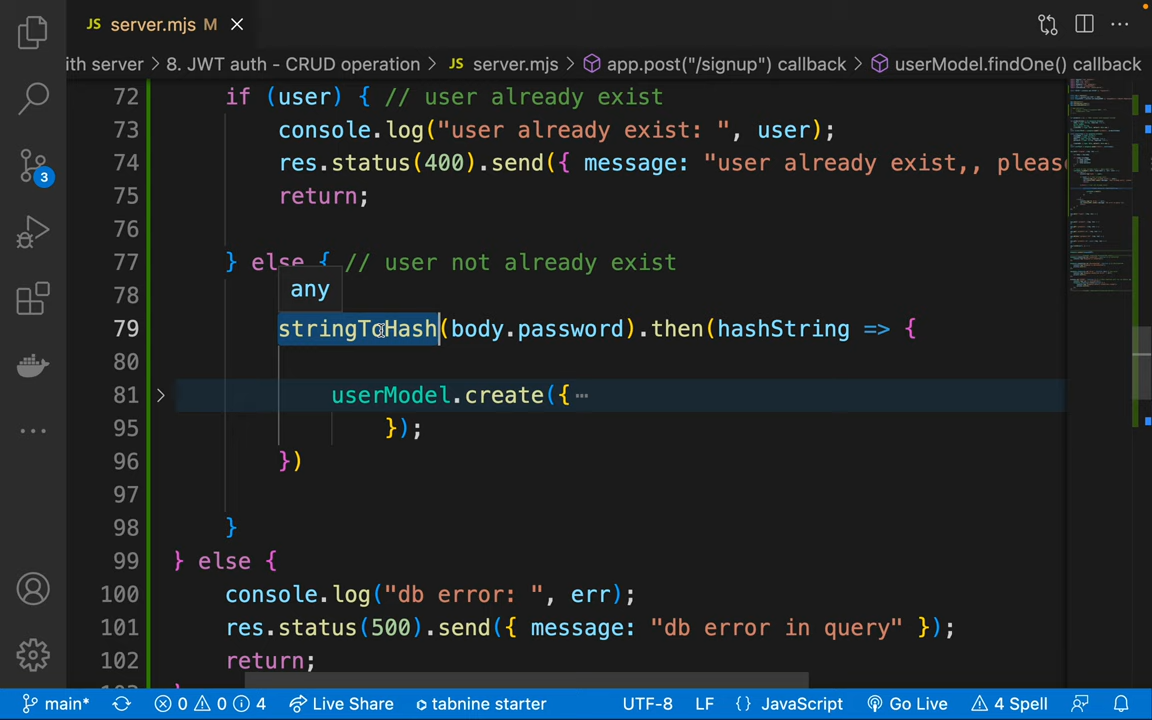 JS server.mjs M ×
ith server > 8. JWT auth - CRUD operation > JS server.mjs > app.post("/signup") callback > userModel.findOne() callback
72 if (user) { // user already exist
73 console.log("user already exist: ", user);
74 res.status(400).send({ message: "user already exist,, pleas
75 return;
76
77 } else { // user not already exist
any
78
79 stringToHash(body.password).then(hashString => {
80
81 userModel.create({ ⋯
95 });
96 })
97
98 }
99 } else {
100 console.log("db error: ", err);
101 res.status(500).send({ message: "db error in query" });
102 return;
3
main* 0 0 4 Live Share tabnine starter UTF-8 LF {} JavaScript Go Live 4 Spell